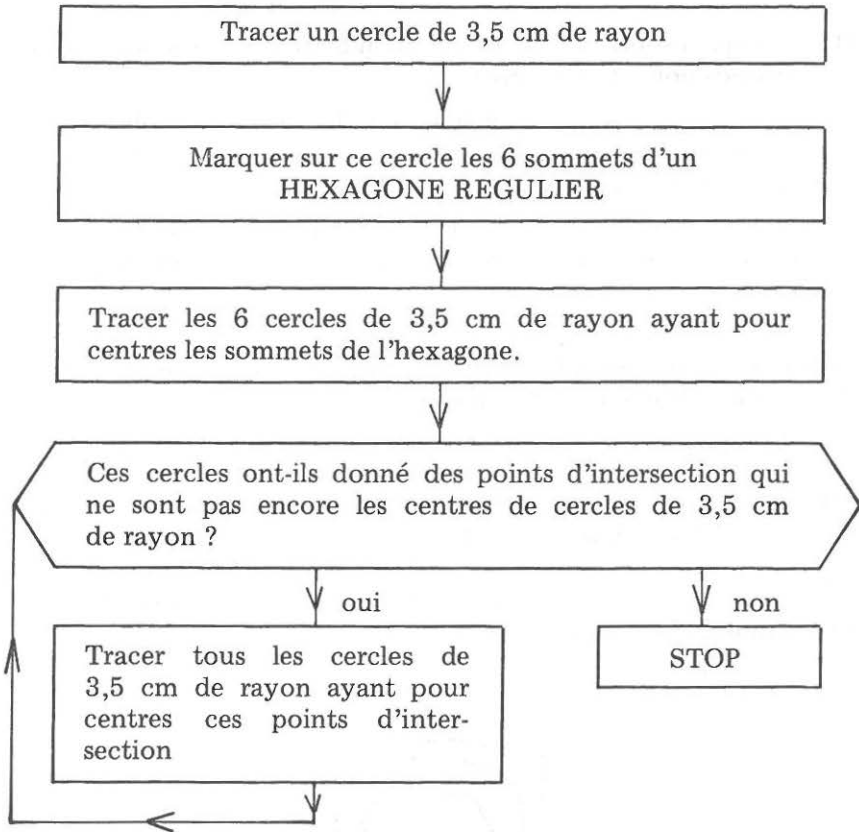 Tracer un cercle de 3,5 cm de rayon
Marquer sur ce cercle les 6 sommets d'un
HEXAGONE REGULIER
Tracer les 6 cercles de 3,5 cm de rayon ayant pour
centres les sommets de l'hexagone.
Ces cercles ont-ils donné des points d'intersection qui
ne sont pas encore les centres de cercles de 3,5 cm
de rayon ?
oui
non
Tracer tous les cercles de
3,5 cm de rayon ayant pour
centres ces points d'inter-
section
STOP